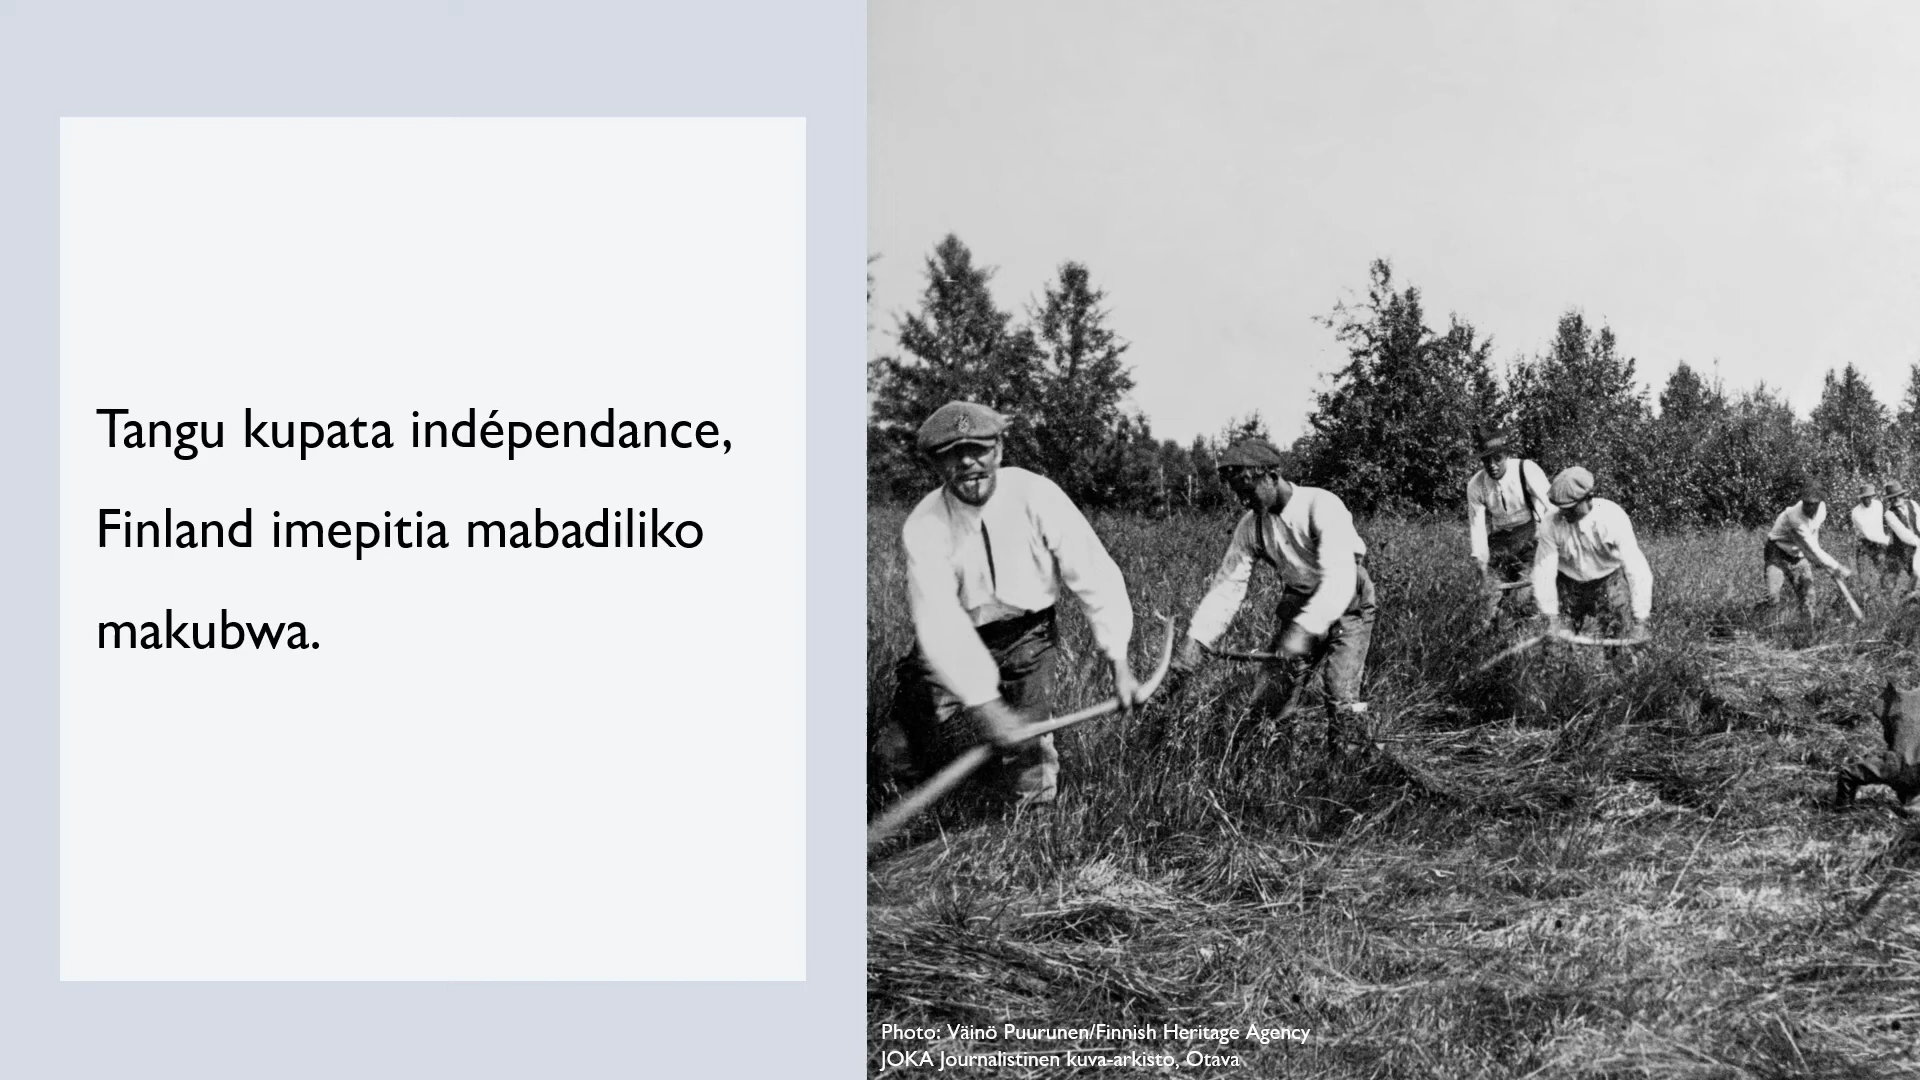 Tangu kupata indépendance,
Finland imepitia mabadiliko
makubwa.
Photo: Väinö Puurunen/Finnish Heritage Agency
JOKA Journalistinen kuva-arkisto, Otava